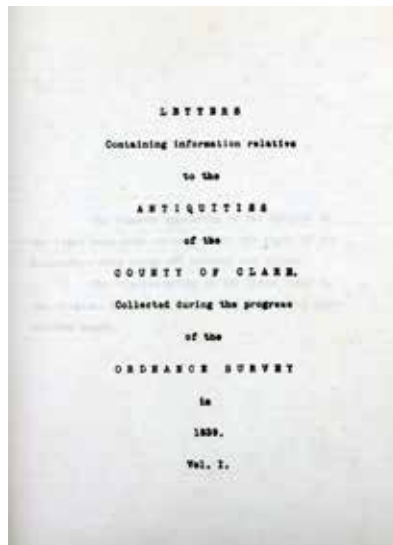 LETTERS
Containing information relative
to the
ANTIQUITIES
of the
COUNTY OF CLARE,
Collected during the progress
of the
ORDNANCE SURVEY
in
1839.
Vol. I.